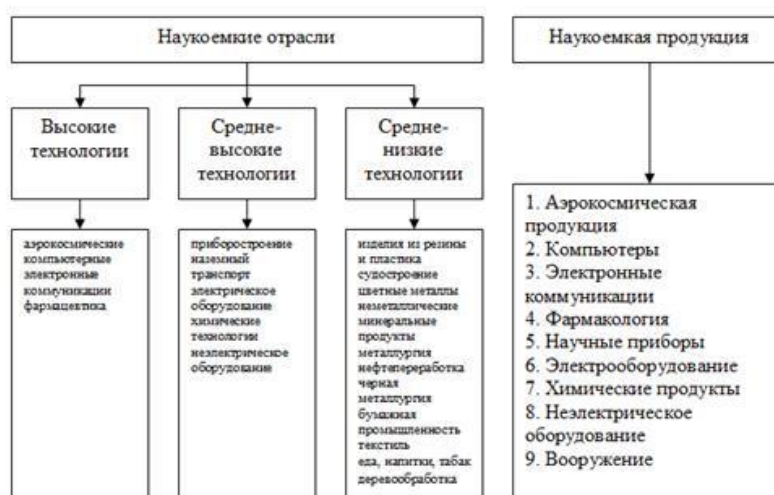 Наукоемкие отрасли
Наукоемкая продукция
Высокие
технологии
Средне-
высокие
технологии
Средне-
низкие
технологии
аэрокосмические
компьютерные
электронные
коммуникации
фармацевтика
приборостроение
наземный
транспорт
электрическое
оборудование
химические
технологии
неэлектрическое
оборудование
изделия из резины
и пластика
судостроение
цветные металлы
неметаллические
минеральные
продукты
металлургия
нефтепереработка
черная
металлургия
бумажная
промышленность
текстиль
еда, напитки, табак
деревообработка
1. Аэрокосмическая
продукция
2. Компьютеры
3. Электронные
коммуникации
4. Фармакология
5. Научные приборы
6. Электрооборудование
7. Химические продукты
8. Неэлектрическое
оборудование
9. Вооружение